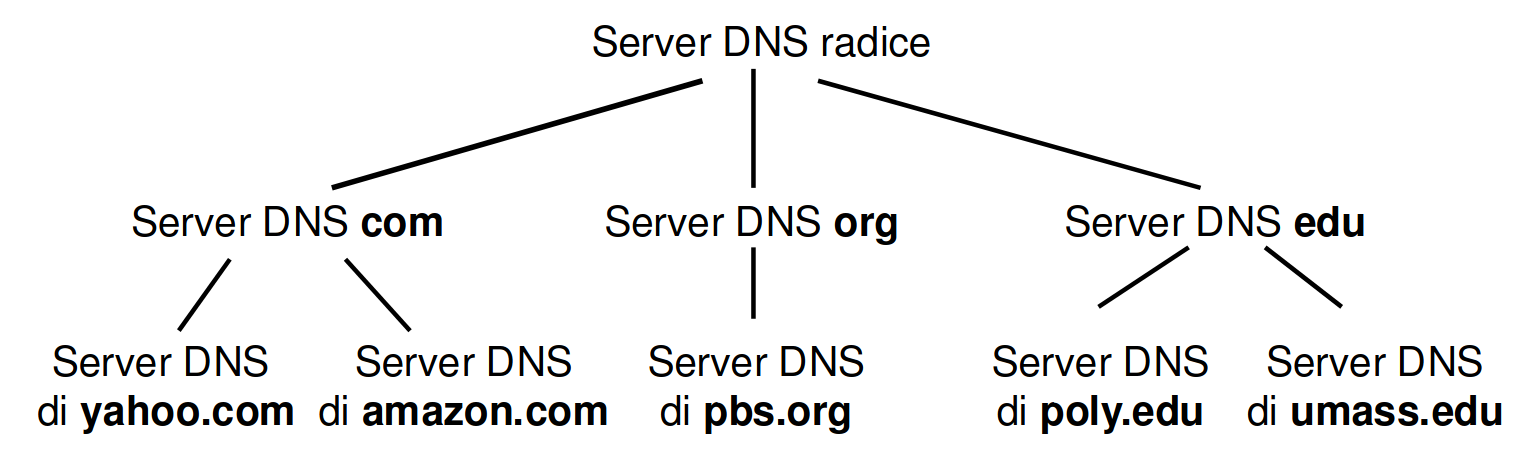 Server DNS radice
Server DNS com
Server DNS org
Server DNS edu
Server DNS
di yahoo.com
Server DNS
di amazon.com
Server DNS
di pbs.org
Server DNS
di poly.edu
Server DNS
di umass.edu